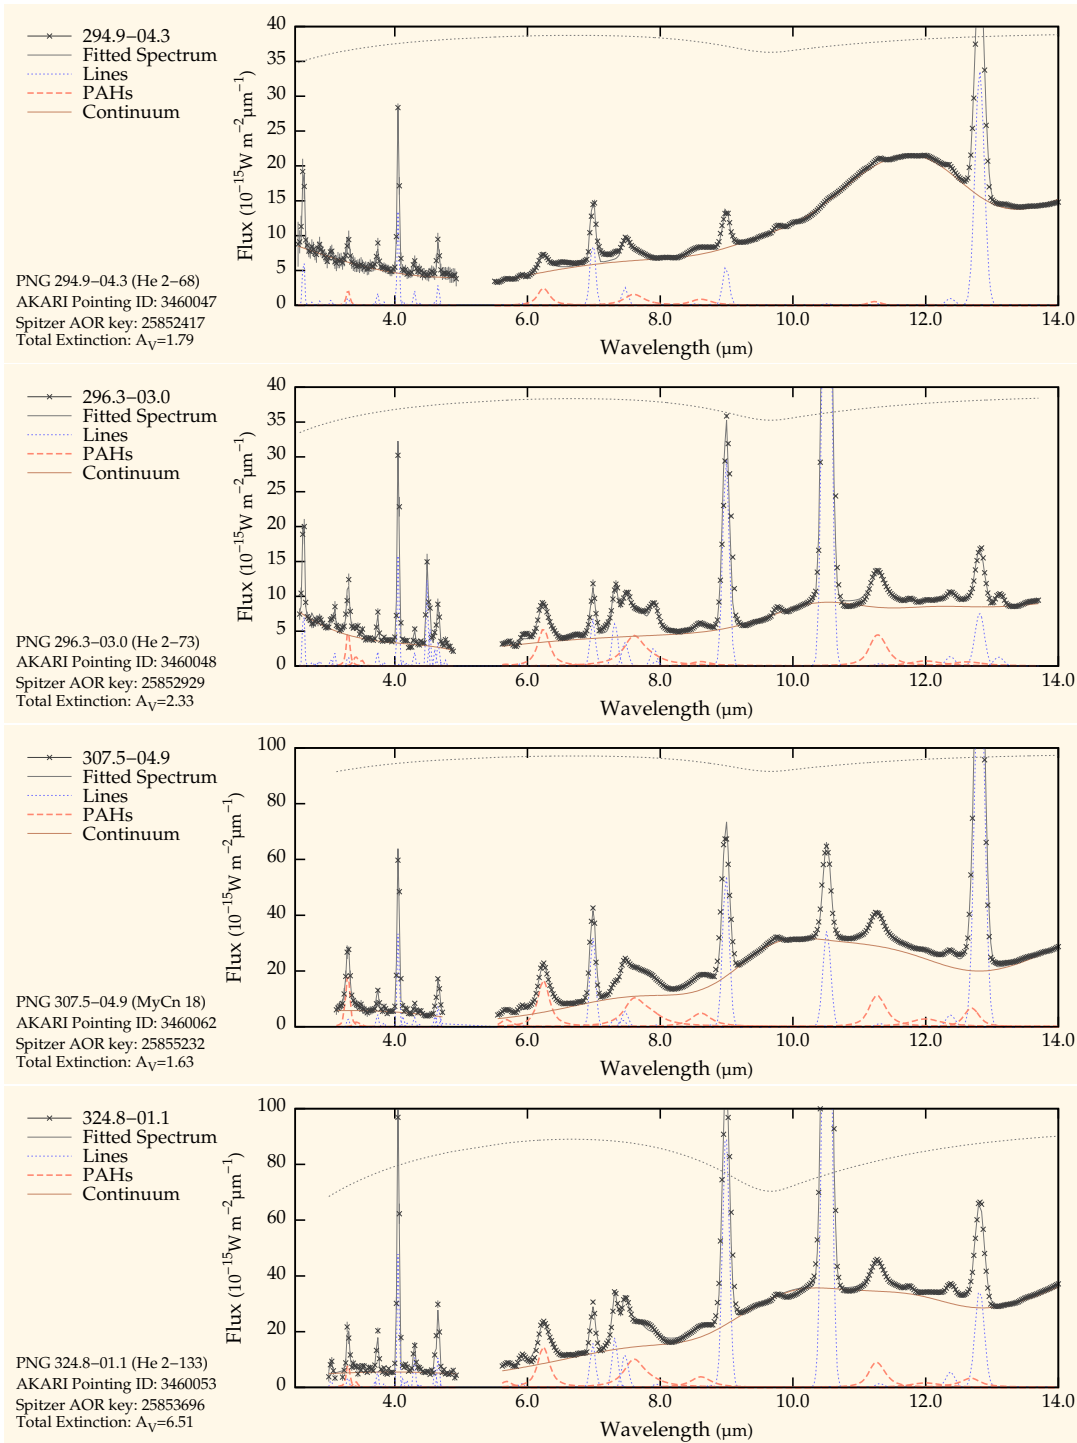 294.9−04.3
Fitted Spectrum
Lines
PAHs
Continuum
PNG 294.9−04.3 (He 2−68)
AKARI Pointing ID: 3460047
Spitzer AOR key: 25852417
Total Extinction: A_V=1.79
Flux (10⁻¹⁵W m⁻²µm⁻¹)
40
35
30
25
20
15
10
5
0
4.0 6.0 8.0 10.0 12.0 14.0
Wavelength (µm)
296.3−03.0
Fitted Spectrum
Lines
PAHs
Continuum
PNG 296.3−03.0 (He 2−73)
AKARI Pointing ID: 3460048
Spitzer AOR key: 25852929
Total Extinction: A_V=2.33
Flux (10⁻¹⁵W m⁻²µm⁻¹)
40
35
30
25
20
15
10
5
0
4.0 6.0 8.0 10.0 12.0 14.0
Wavelength (µm)
307.5−04.9
Fitted Spectrum
Lines
PAHs
Continuum
PNG 307.5−04.9 (MyCn 18)
AKARI Pointing ID: 3460062
Spitzer AOR key: 25855232
Total Extinction: A_V=1.63
Flux (10⁻¹⁵W m⁻²µm⁻¹)
100
80
60
40
20
0
4.0 6.0 8.0 10.0 12.0 14.0
Wavelength (µm)
324.8−01.1
Fitted Spectrum
Lines
PAHs
Continuum
PNG 324.8−01.1 (He 2−133)
AKARI Pointing ID: 3460053
Spitzer AOR key: 25853696
Total Extinction: A_V=6.51
Flux (10⁻¹⁵W m⁻²µm⁻¹)
100
80
60
40
20
0
4.0 6.0 8.0 10.0 12.0 14.0
Wavelength (µm)